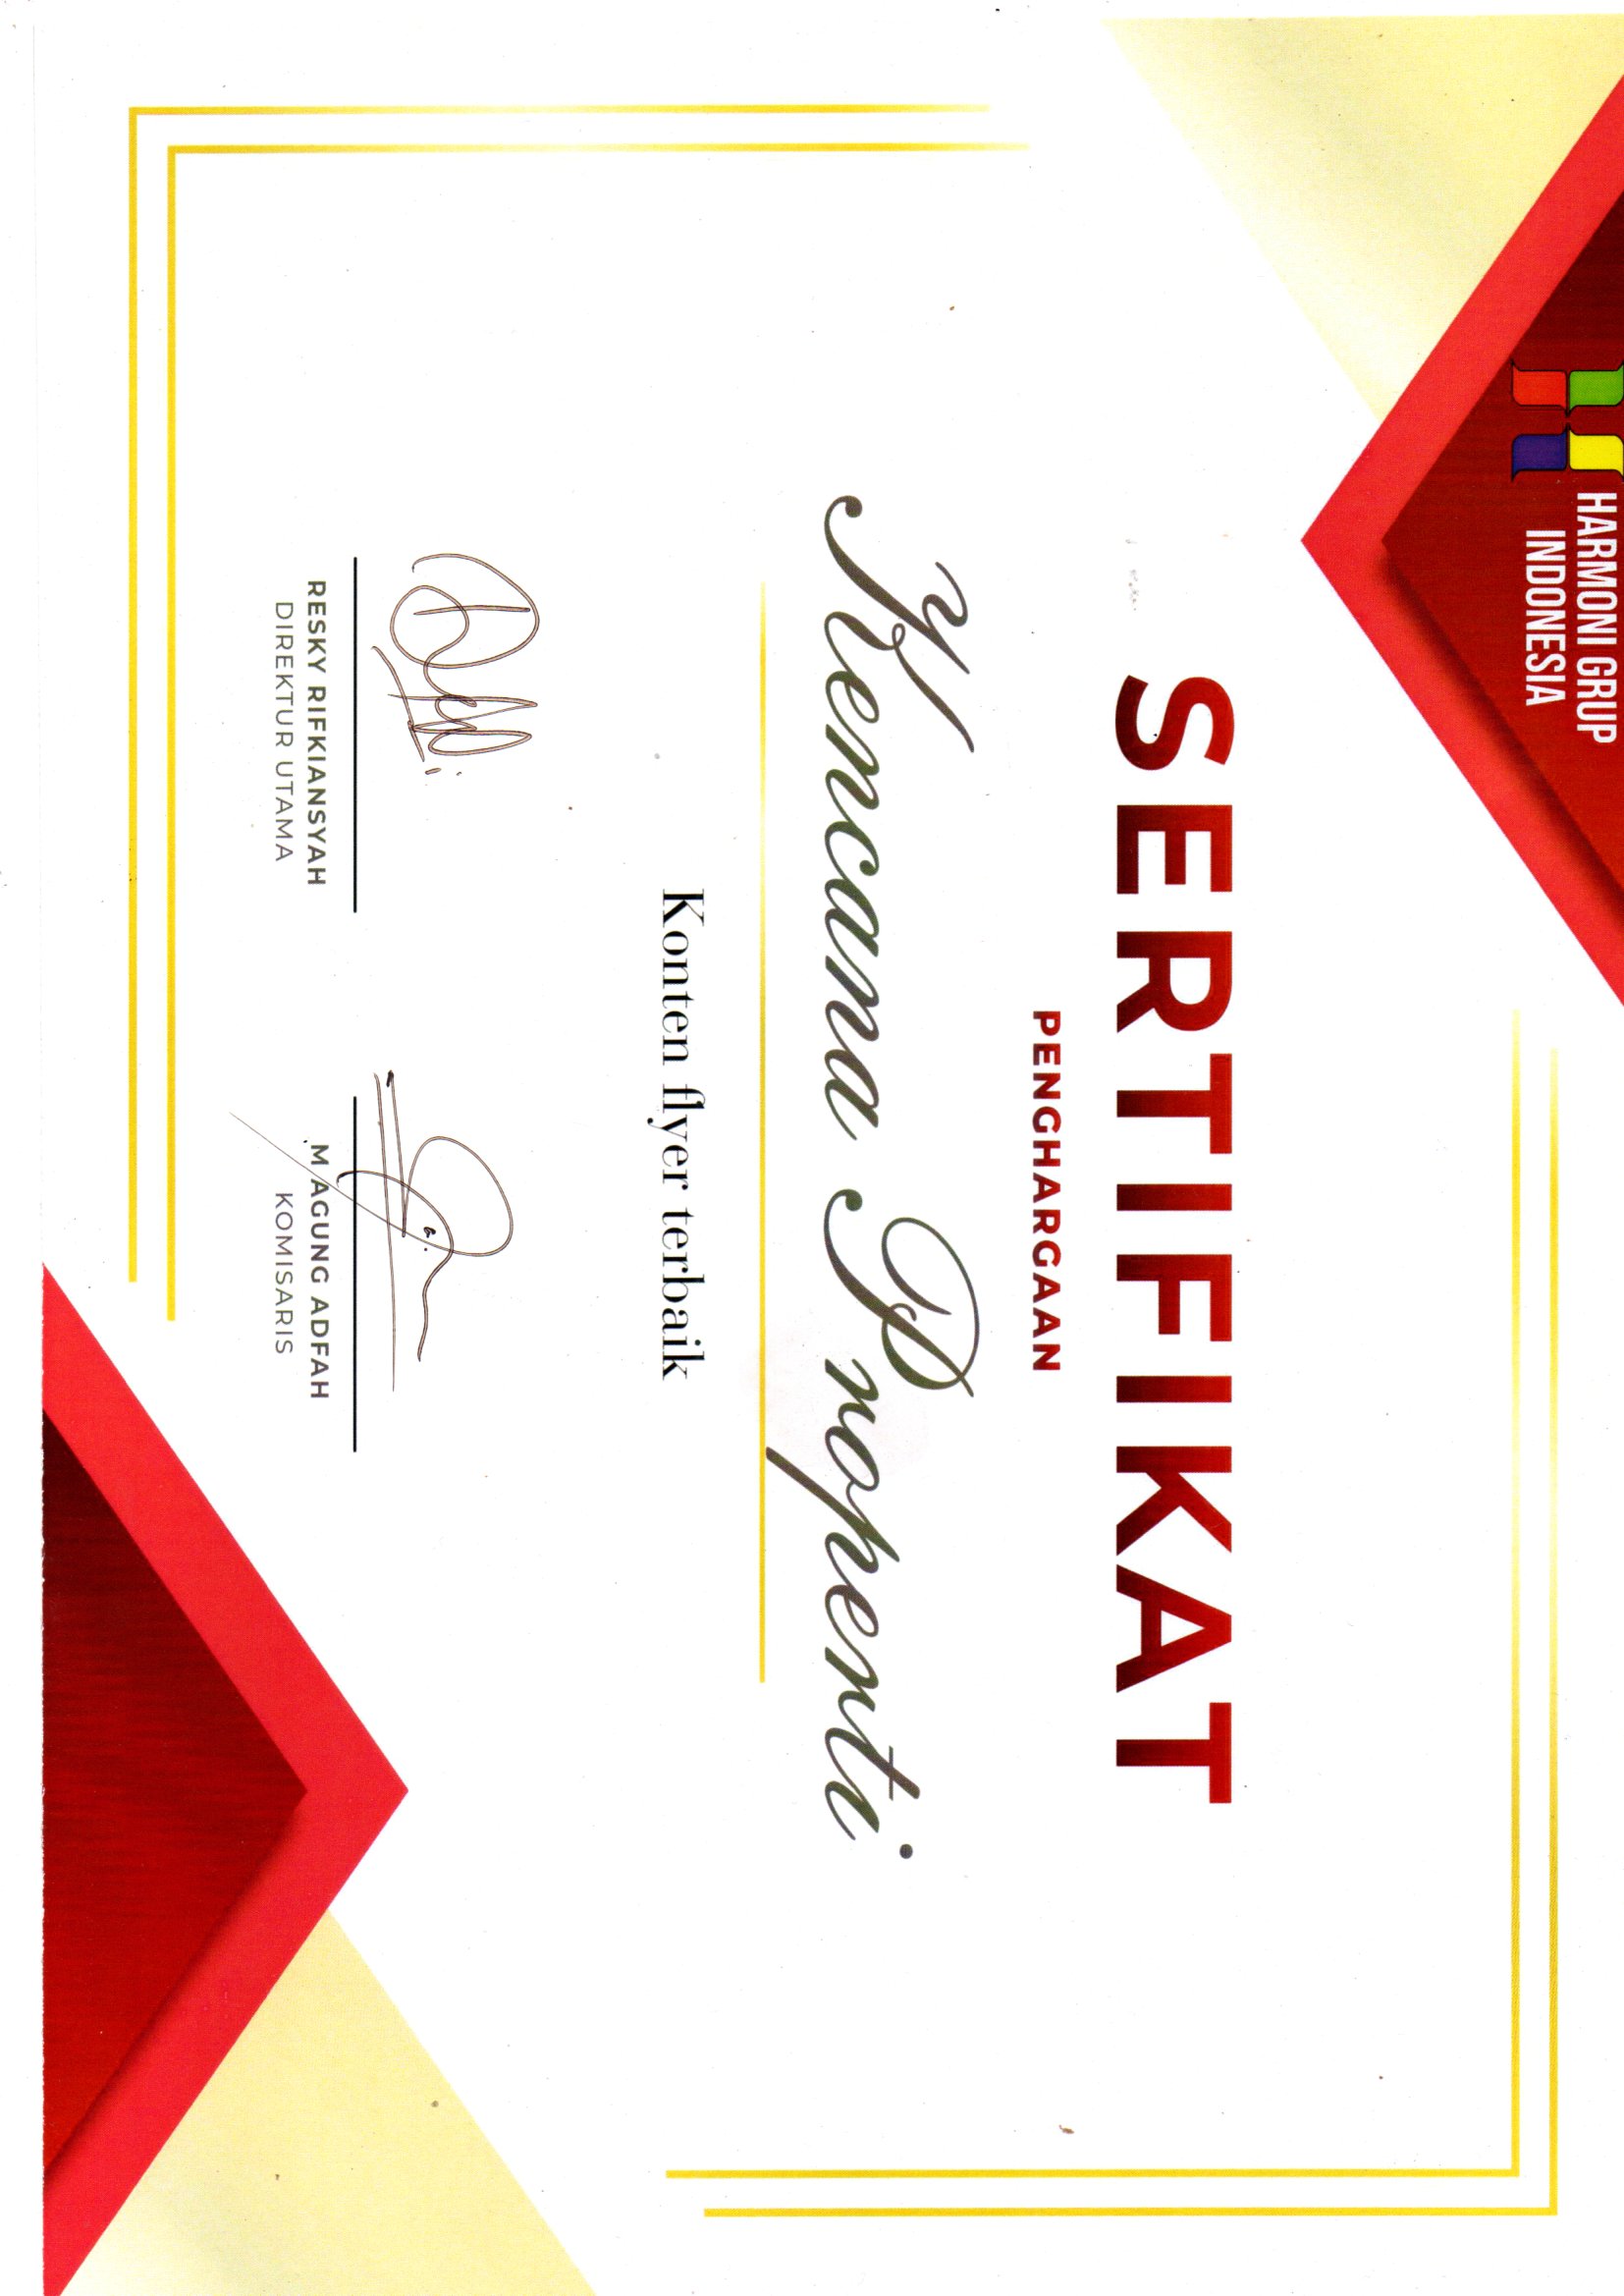 HARMONI GRUP
INDONESIA
SERTIFIKAT
PENGHARGAAN
Kencana Properti
Konten flyer terbaik
RESKY RIFKIANSYAH
DIREKTUR UTAMA
M AGUNG ADFAH
KOMISARIS